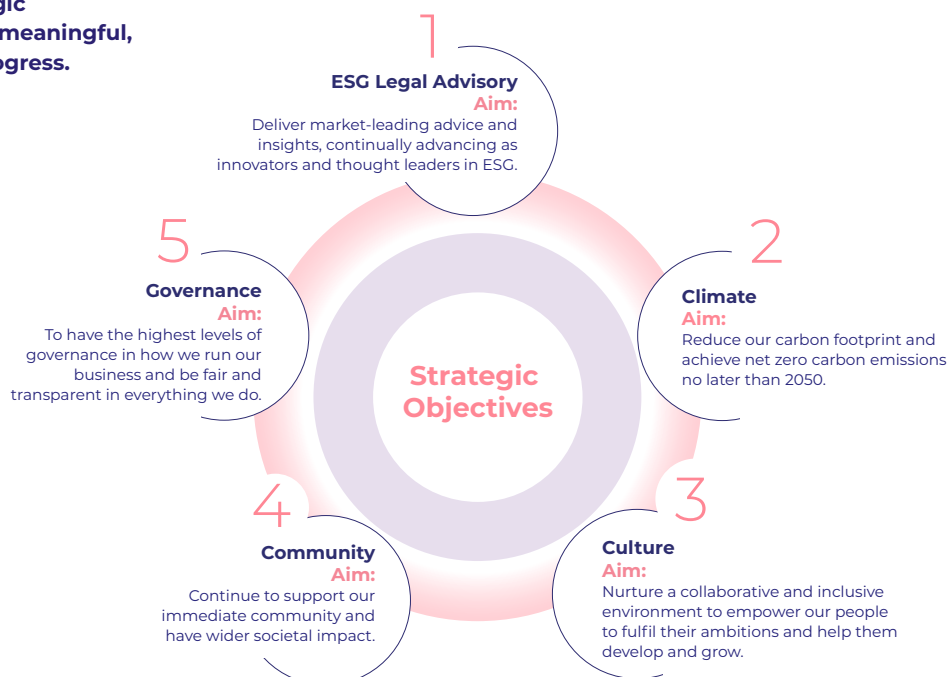 gic
meaningful,
ogress.
1
ESG Legal Advisory
Aim:
Deliver market-leading advice and
insights, continually advancing as
innovators and thought leaders in ESG.
2
Climate
Aim:
Reduce our carbon footprint and
achieve net zero carbon emissions
no later than 2050.
3
Culture
Aim:
Nurture a collaborative and inclusive
environment to empower our people
to fulfil their ambitions and help them
develop and grow.
4
Community
Aim:
Continue to support our
immediate community and
have wider societal impact.
5
Governance
Aim:
To have the highest levels of
governance in how we run our
business and be fair and
transparent in everything we do.
Strategic
Objectives